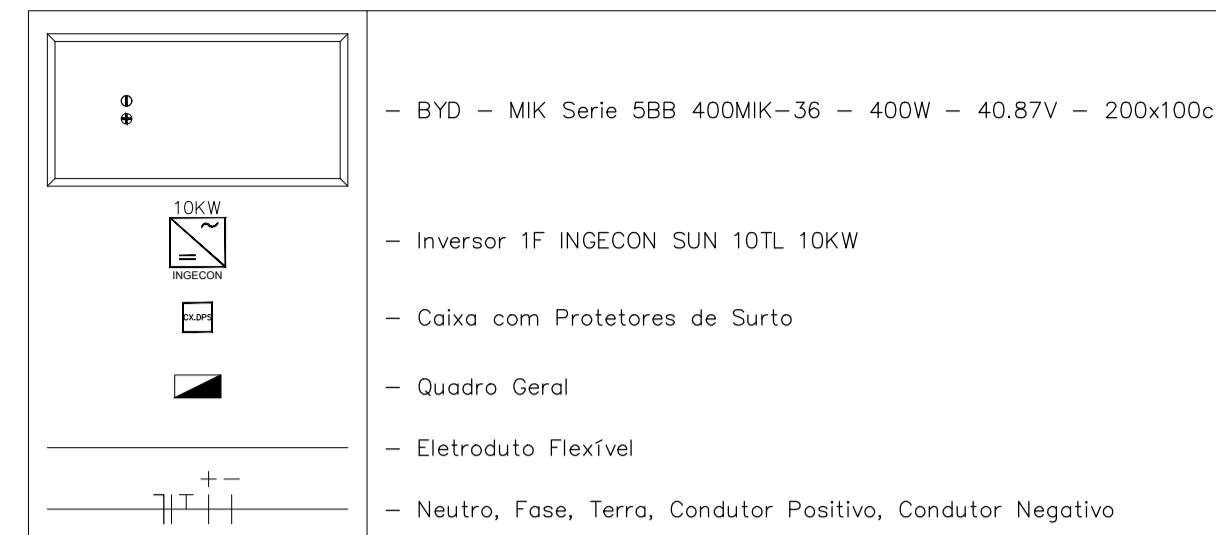 – BYD – MIK Serie 5BB 400MIK–36 – 400W – 40.87V – 200x100c
10KW
INGECON
– Inversor 1F INGECON SUN 10TL 10KW
CX.DPS
– Caixa com Protetores de Surto
– Quadro Geral
– Eletroduto Flexível
+ –
– Neutro, Fase, Terra, Condutor Positivo, Condutor Negativo